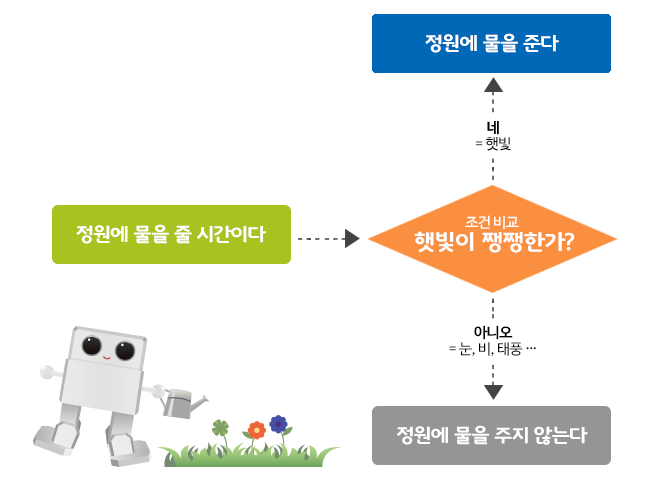 정원에 물을 준다
네
= 햇빛
정원에 물을 줄 시간이다
조건 비교
햇빛이 쨍쨍한가?
아니오
= 눈, 비, 태풍 ···
정원에 물을 주지 않는다